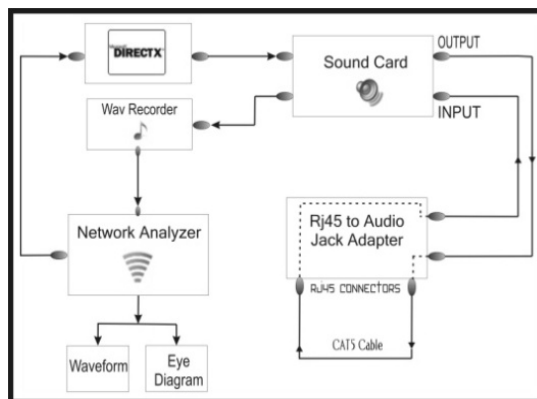 DIRECTX
OUTPUT
Sound Card
INPUT
Wav Recorder
Network Analyzer
Rj45 to Audio
Jack Adapter
RJ45 CONNECTORS
CAT5 Cable
Waveform
Eye
Diagram